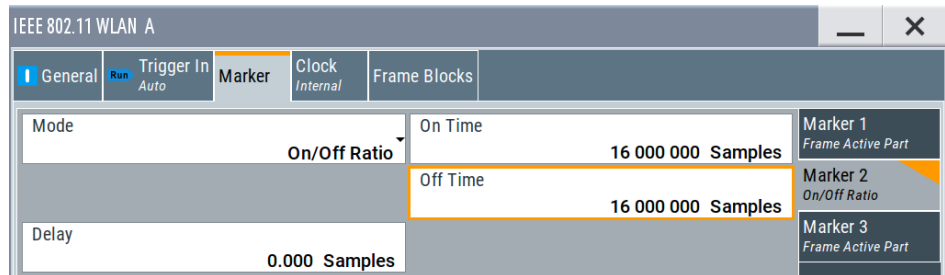 IEEE 802.11 WLAN A
General
Run
Trigger In
Auto
Marker
Clock
Internal
Frame Blocks
Mode
On/Off Ratio
On Time
16 000 000 Samples
Off Time
16 000 000 Samples
Delay
0.000 Samples
Marker 1
Frame Active Part
Marker 2
On/Off Ratio
Marker 3
Frame Active Part